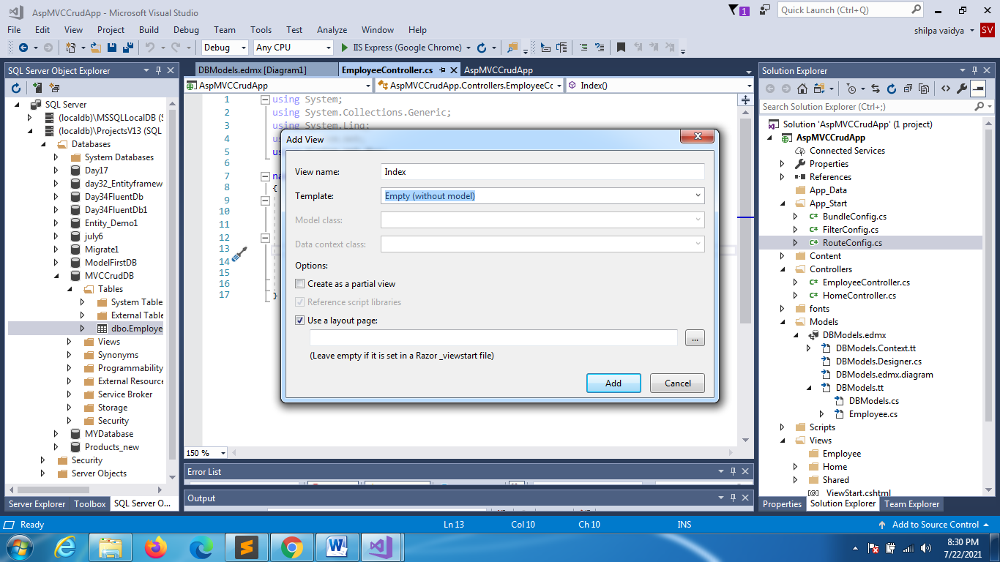 AspMVCCrudApp - Microsoft Visual Studio
1
Quick Launch (Ctrl+Q)
File Edit View Project Build Debug Team Tools Test Analyze Window Help
shilpa vaidya
SV
Debug
Any CPU
IIS Express (Google Chrome)
SQL Server Object Explorer
SQL Server
(localdb)\MSSQLLocalDB (S
(localdb)\ProjectsV13 (SQL
Databases
System Databases
Day17
day32_Entityframew
Day34FluentDb
Day34FluentDb1
Entity_Demo1
july6
Migrate1
ModelFirstDB
MVCCrudDB
Tables
System Table
External Table
dbo.Employe
Views
Synonyms
Programmability
External Resource
Service Broker
Storage
Security
MYDatabase
Products_new
Security
Server Objects
Server Explorer Toolbox SQL Server O...
DBModels.edmx [Diagram1] EmployeeController.cs AspMVCCrudApp
AspMVCCrudApp AspMVCCrudApp.Controllers.EmployeeCc Index()
1 using System;
2 using System.Collections.Generic;
3 using System.Linq;
4
5
6
7
8 {
9
10
11
12
13
14
15
16
17 }
150 %
Add View
View name: Index
Template: Empty (without model)
Model class:
Data context class:
Options:
Create as a partial view
Reference script libraries
Use a layout page:
...
(Leave empty if it is set in a Razor _viewstart file)
Add Cancel
Error List
Output
Solution Explorer
Search Solution Explorer (Ctrl+;)
Solution 'AspMVCCrudApp' (1 project)
AspMVCCrudApp
Connected Services
Properties
References
App_Data
App_Start
BundleConfig.cs
FilterConfig.cs
RouteConfig.cs
Content
Controllers
EmployeeController.cs
HomeController.cs
fonts
Models
DBModels.edmx
DBModels.Context.tt
DBModels.Designer.cs
DBModels.edmx.diagram
DBModels.tt
DBModels.cs
Employee.cs
Scripts
Views
Employee
Home
Shared
ViewStart.cshtml
Properties Solution Explorer Team Explorer
Ready
Ln 13
Col 10
Ch 10
INS
Add to Source Control
8:30 PM
7/22/2021